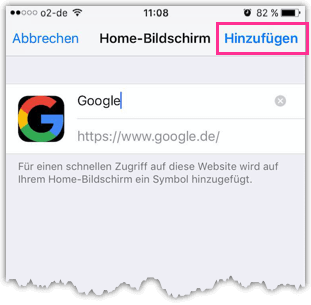 o2-de 11:08 82 %
Abbrechen Home-Bildschirm Hinzufügen
Google
https://www.google.de/
Für einen schnellen Zugriff auf diese Website wird auf
Ihrem Home-Bildschirm ein Symbol hinzugefügt.